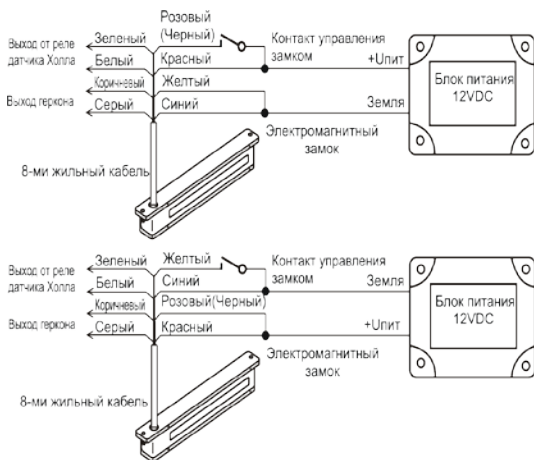 Розовый
Зеленый (Черный) Контакт управления
Выход от реле
датчика Холла замком
Белый Красный +Uпит
Коричневый Желтый Блок питания
12VDC
Выход геркона Серый Синий Земля
Электромагнитный
замок
8-ми жильный кабель
Зеленый Желтый Контакт управления
Выход от реле
датчика Холла замком
Белый Синий Земля
Коричневый Розовый(Черный) Блок питания
12VDC
Выход геркона Серый Красный +Uпит
Электромагнитный
замок
8-ми жильный кабель